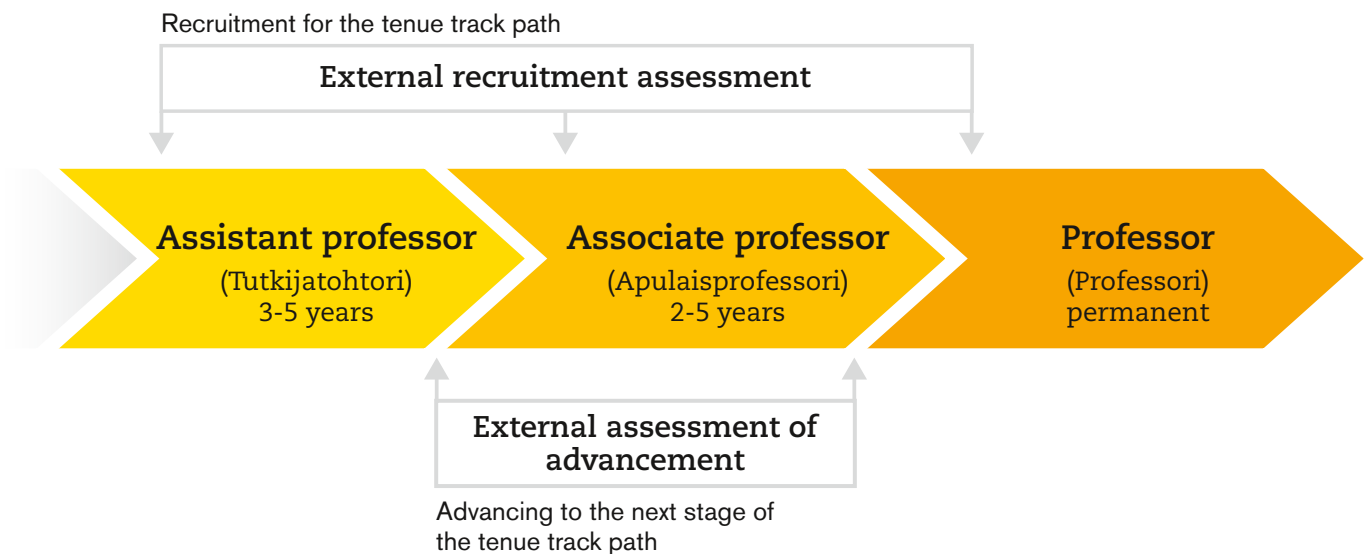 Recruitment for the tenue track path
External recruitment assessment
Assistant professor
(Tutkijatohtori)
3-5 years
Associate professor
(Apulaisprofessori)
2-5 years
Professor
(Professori)
permanent
External assessment of
advancement
Advancing to the next stage of
the tenue track path